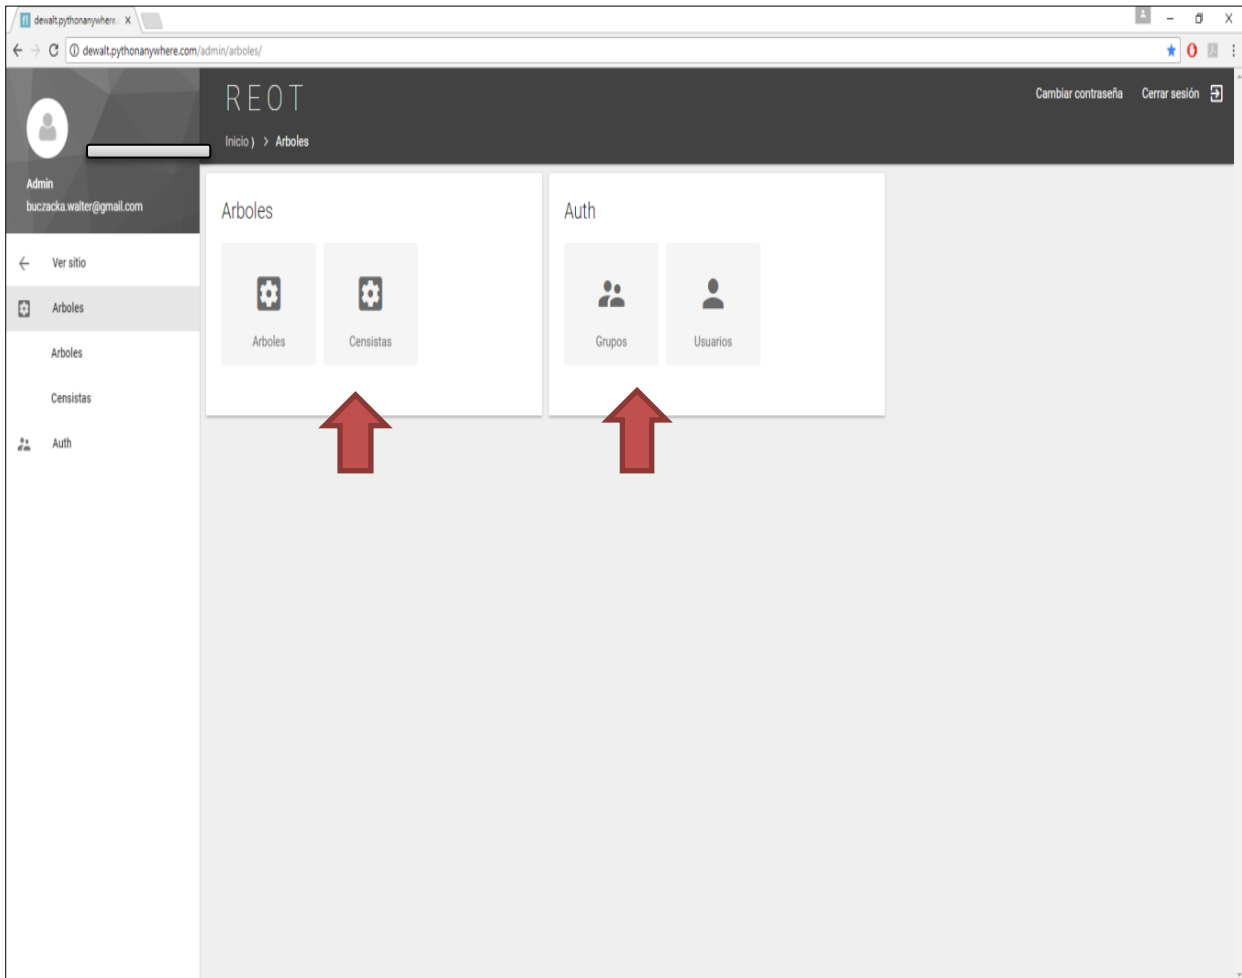 dewalt.pythonanywhere.c
dewalt.pythonanywhere.com/admin/arboles/
REOT
Cambiar contraseña Cerrar sesión
Inicio ) > Arboles
Admin
buczacka.walter@gmail.com
Ver sitio
Arboles
Arboles
Censistas
Auth
Arboles
Arboles Censistas
Auth
Grupos Usuarios